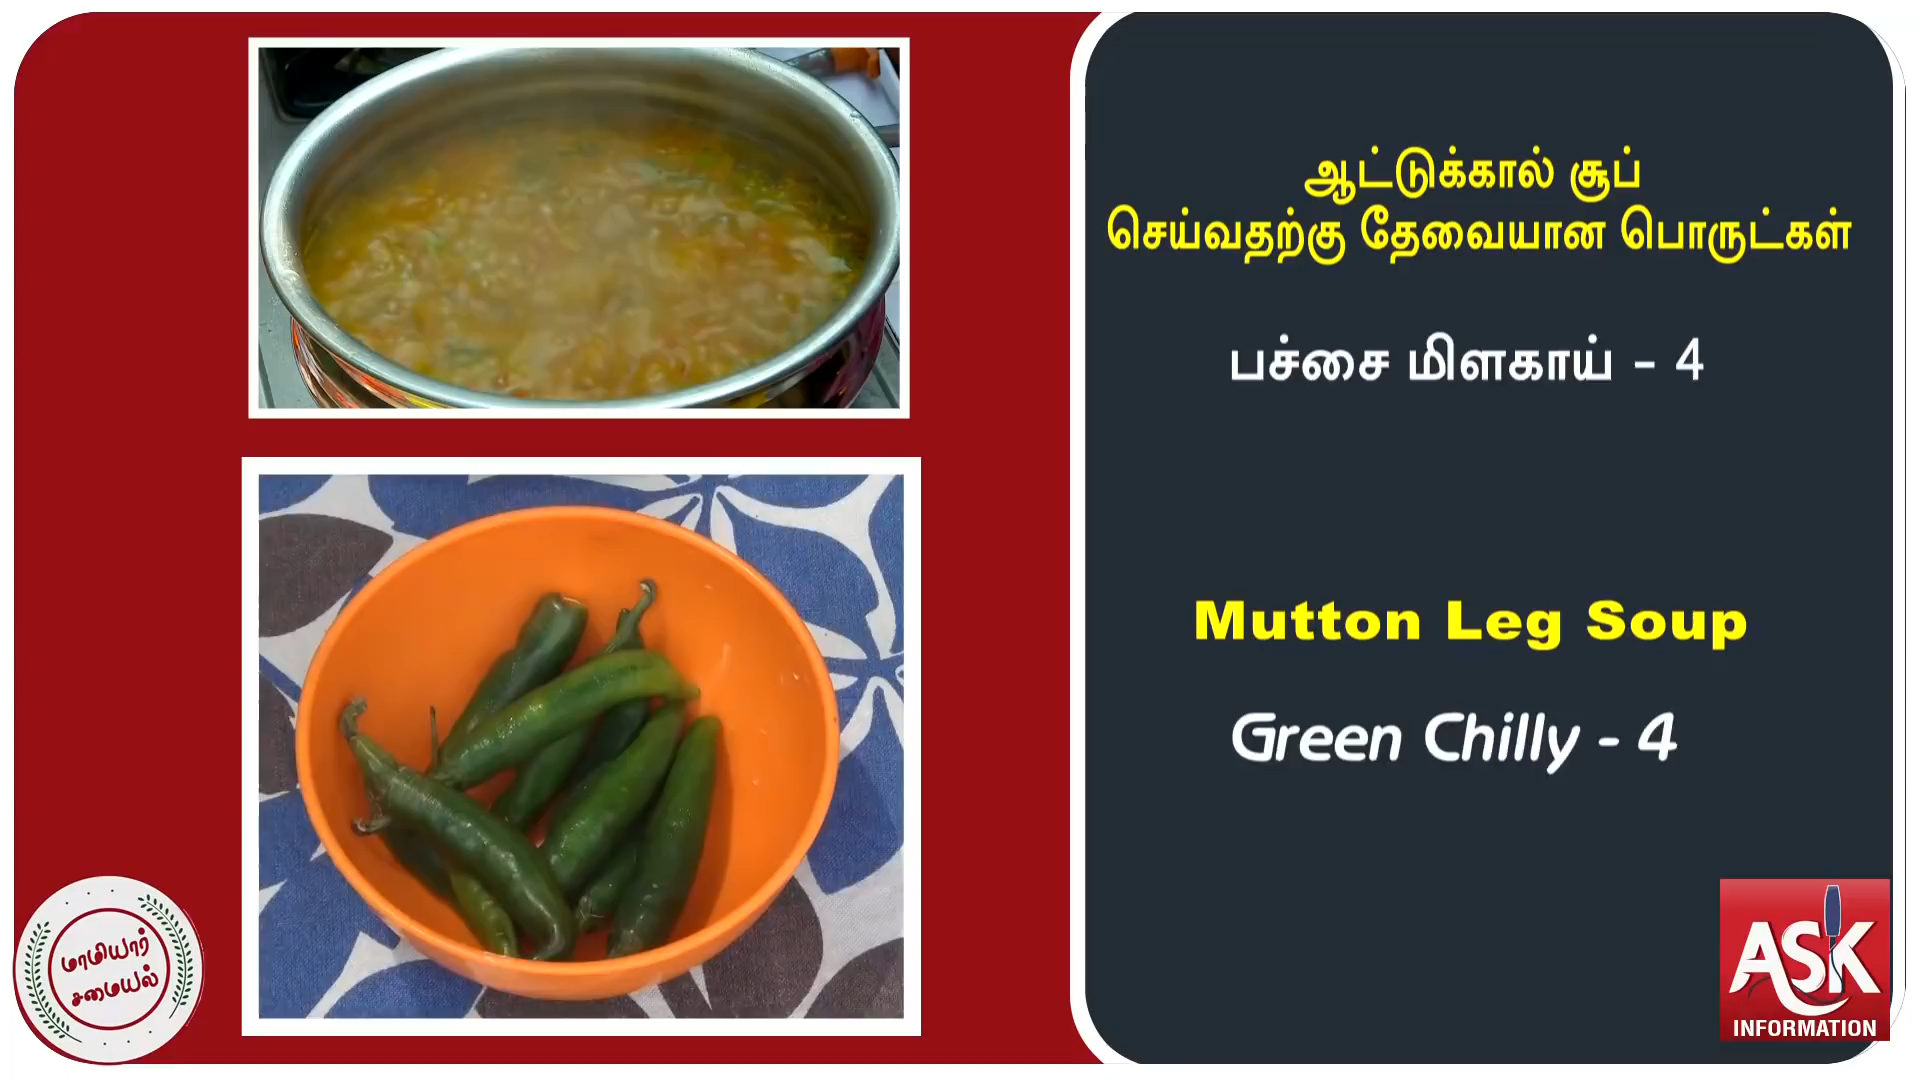 ஆட்டுக்கால் சூப்
செய்வதற்கு தேவையான பொருட்கள்
பச்சை மிளகாய் - 4
Mutton Leg Soup
Green Chilly - 4
மாமியார்
சமையல்
ASK
INFORMATION